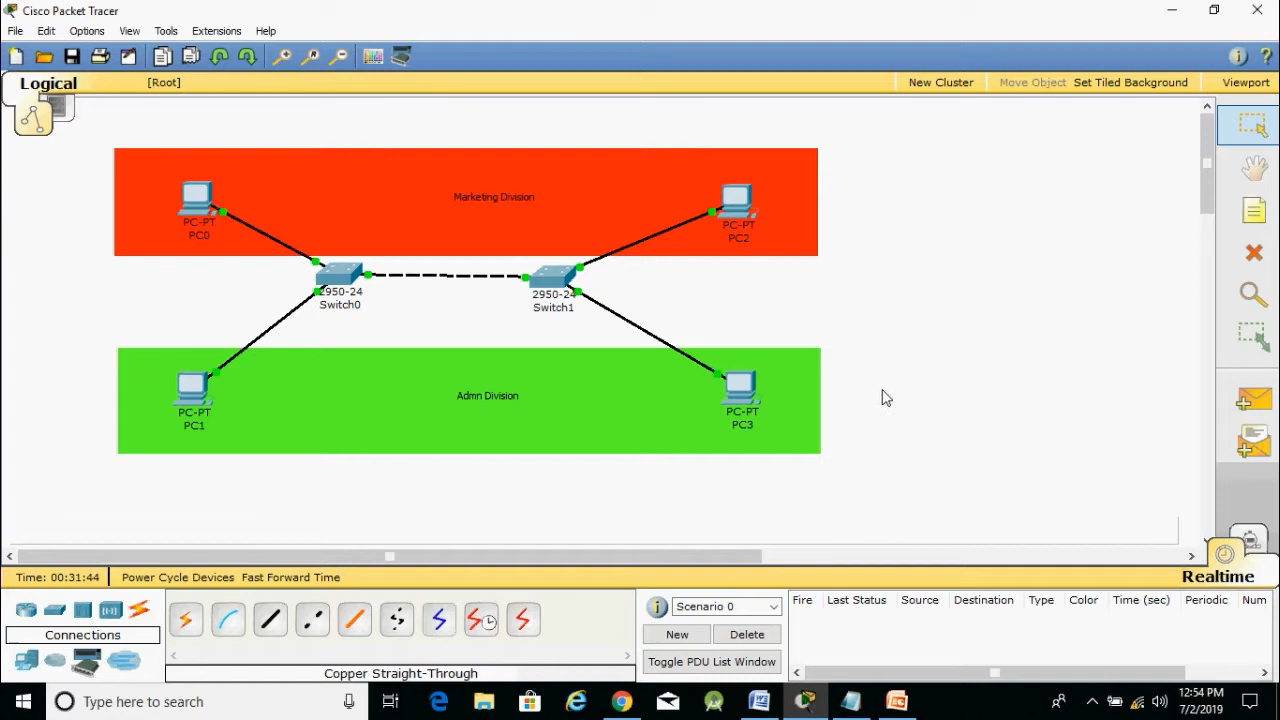 Cisco Packet Tracer
File Edit Options View Tools Extensions Help
Logical [Root] New Cluster Move Object Set Tiled Background Viewport
Marketing Division
PC-PT
PC0
PC-PT
PC2
2950-24
Switch0
2950-24
Switch1
Admn Division
PC-PT
PC1
PC-PT
PC3
Realtime
Time: 00:31:44 Power Cycle Devices Fast Forward Time
Connections
Copper Straight-Through
Scenario 0
New Delete
Toggle PDU List Window
Fire Last Status Source Destination Type Color Time (sec) Periodic Num
Type here to search
12:54 PM
7/2/2019